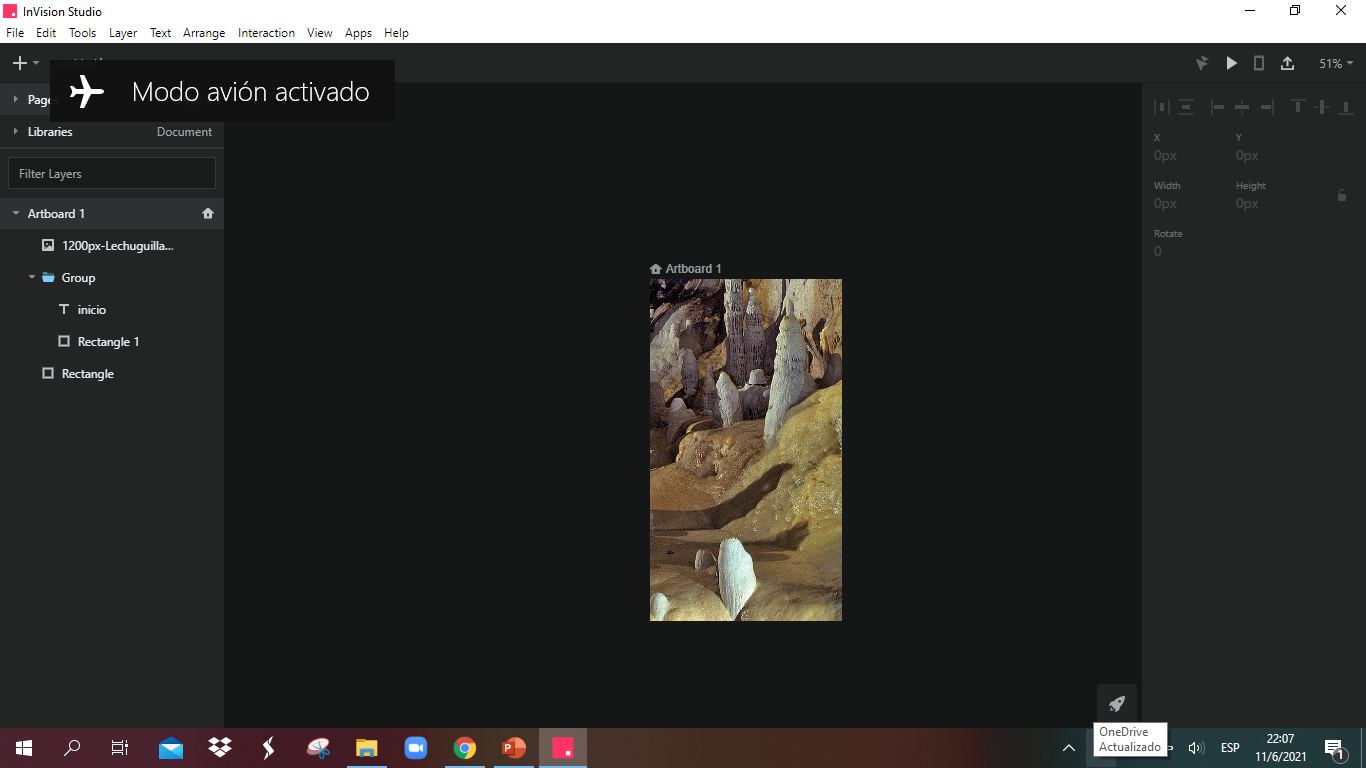 InVision Studio
File Edit Tools Layer Text Arrange Interaction View Apps Help
51%
Modo avión activado
Page
Libraries Document
Filter Layers
Artboard 1
1200px-Lechuguilla...
Group
inicio
Rectangle 1
Rectangle
Artboard 1
X Y
0px 0px
Width Height
0px 0px
Rotate
0
OneDrive
Actualizado
ESP
22:07
11/6/2021
1